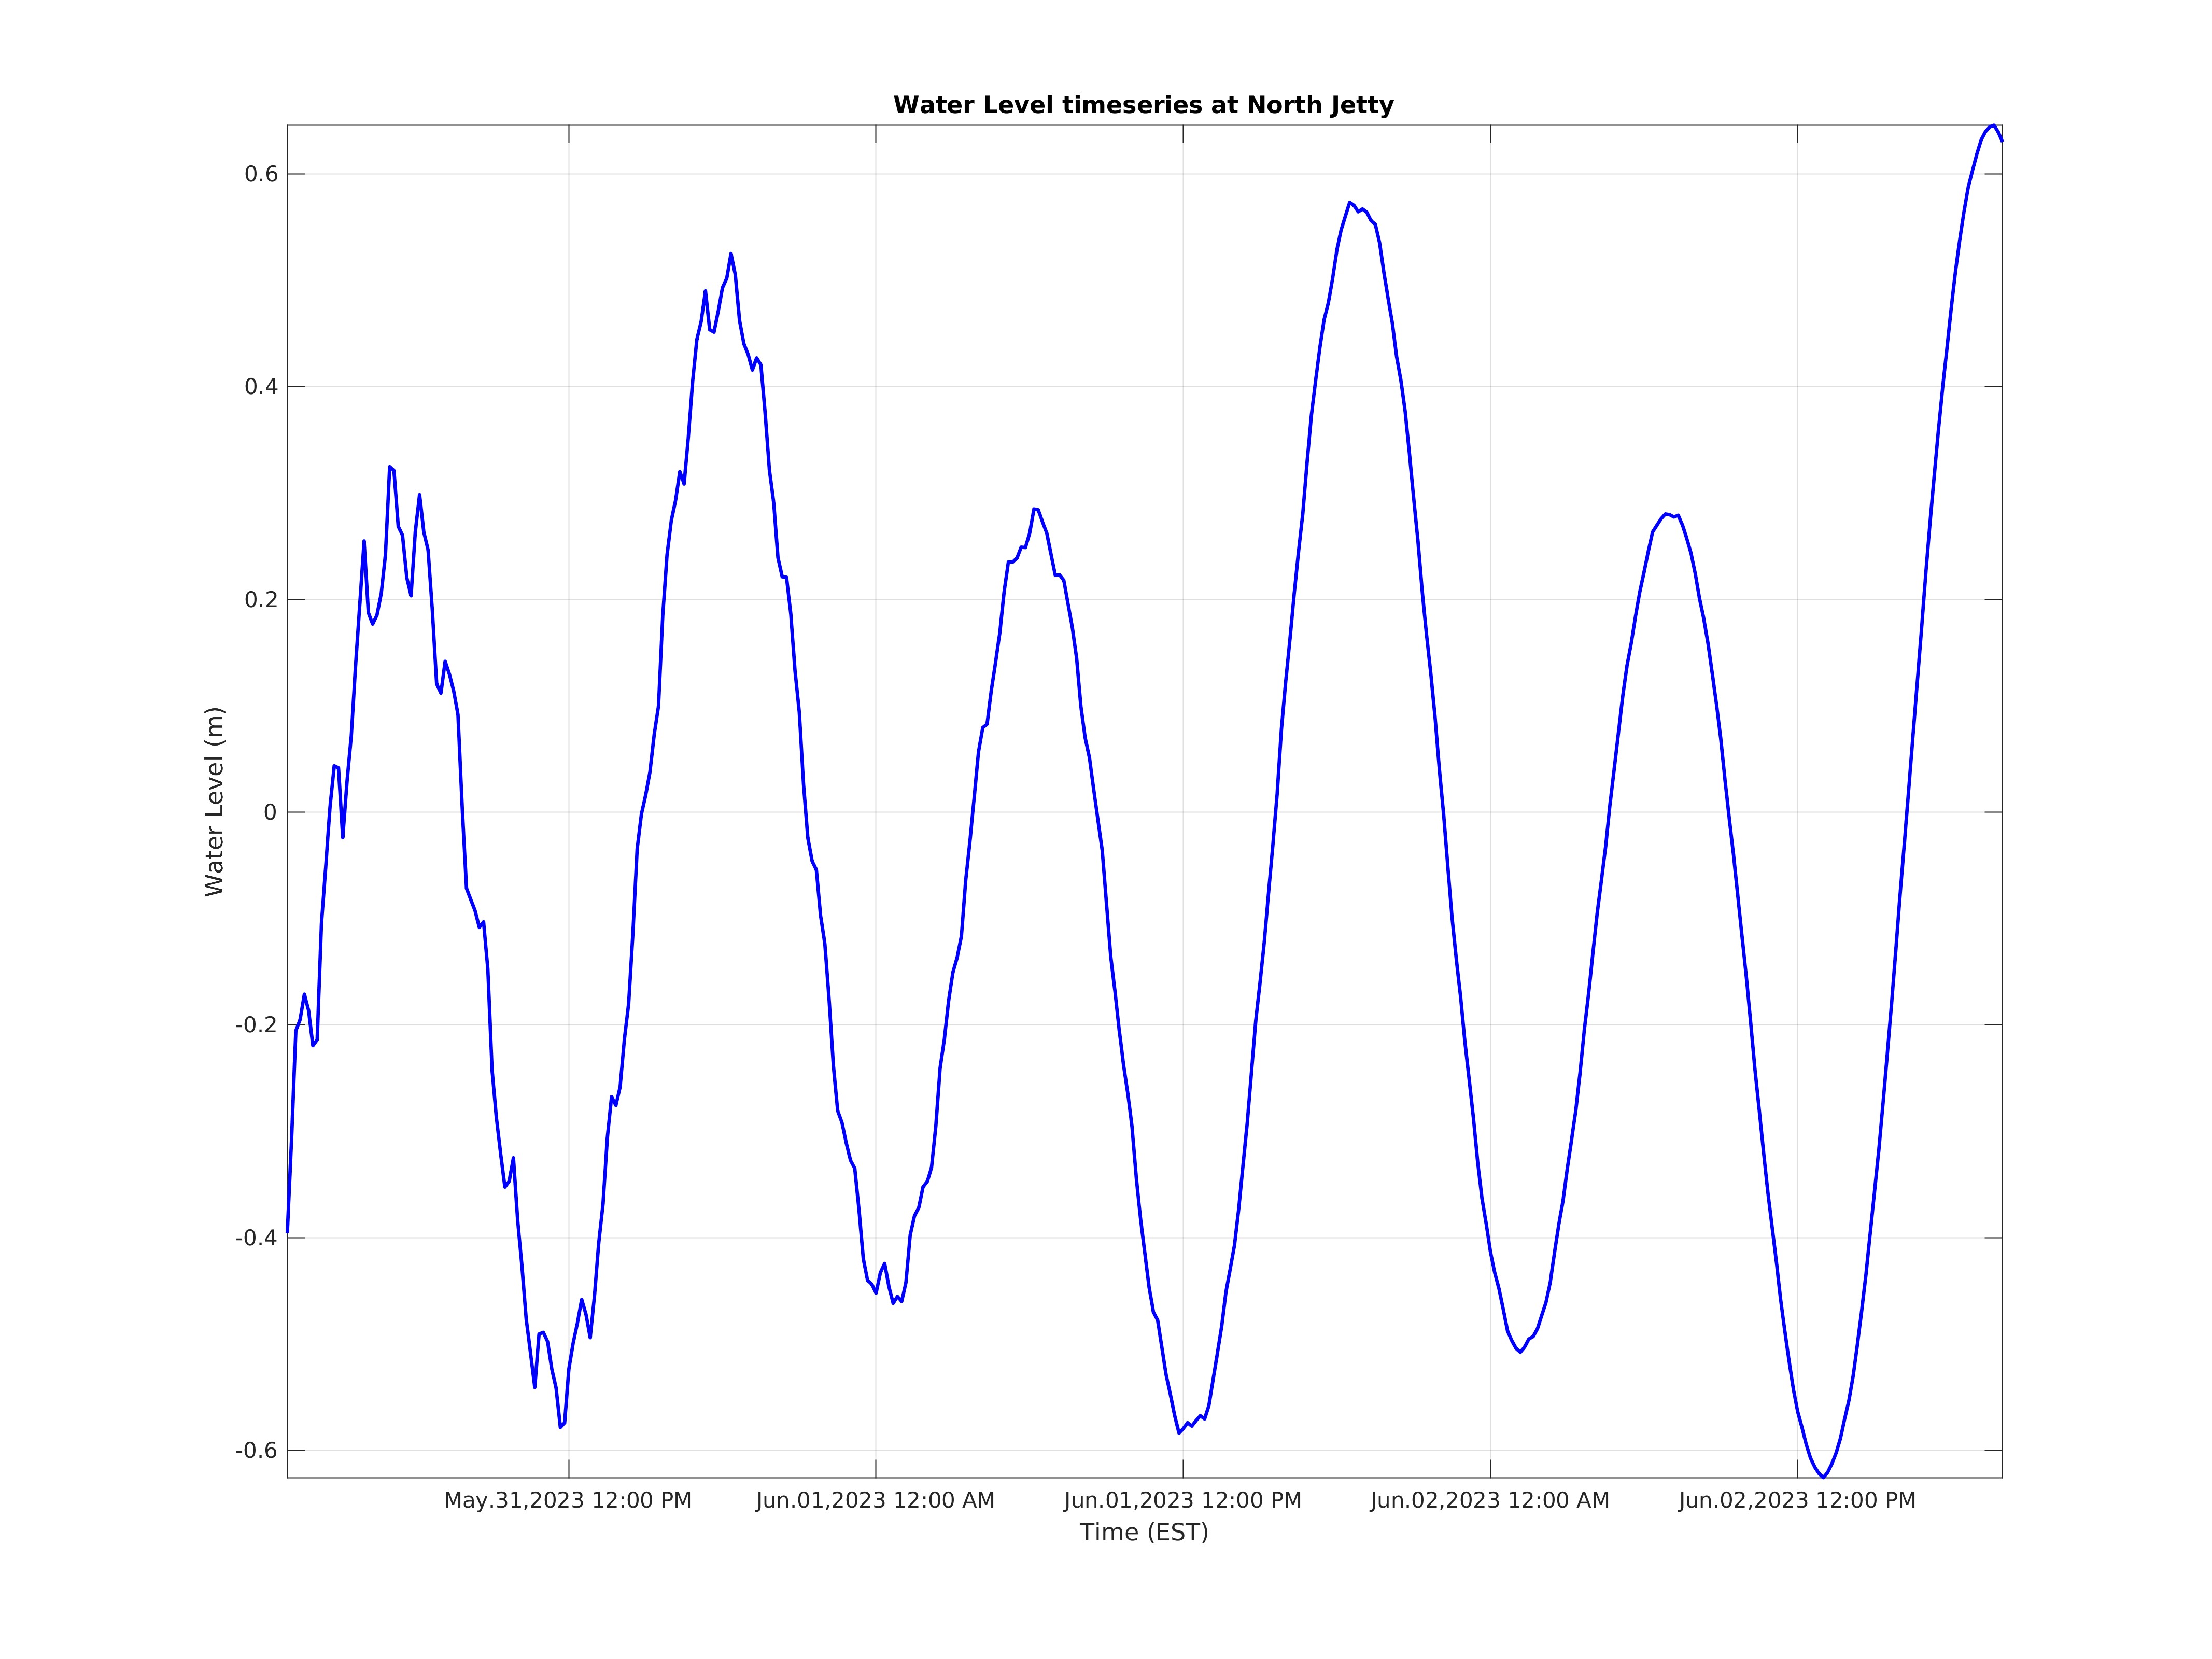 Water Level timeseries at North Jetty
0.6
0.4
0.2
0
-0.2
-0.4
-0.6
Water Level (m)
May.31,2023 12:00 PM
Jun.01,2023 12:00 AM
Jun.01,2023 12:00 PM
Jun.02,2023 12:00 AM
Jun.02,2023 12:00 PM
Time (EST)